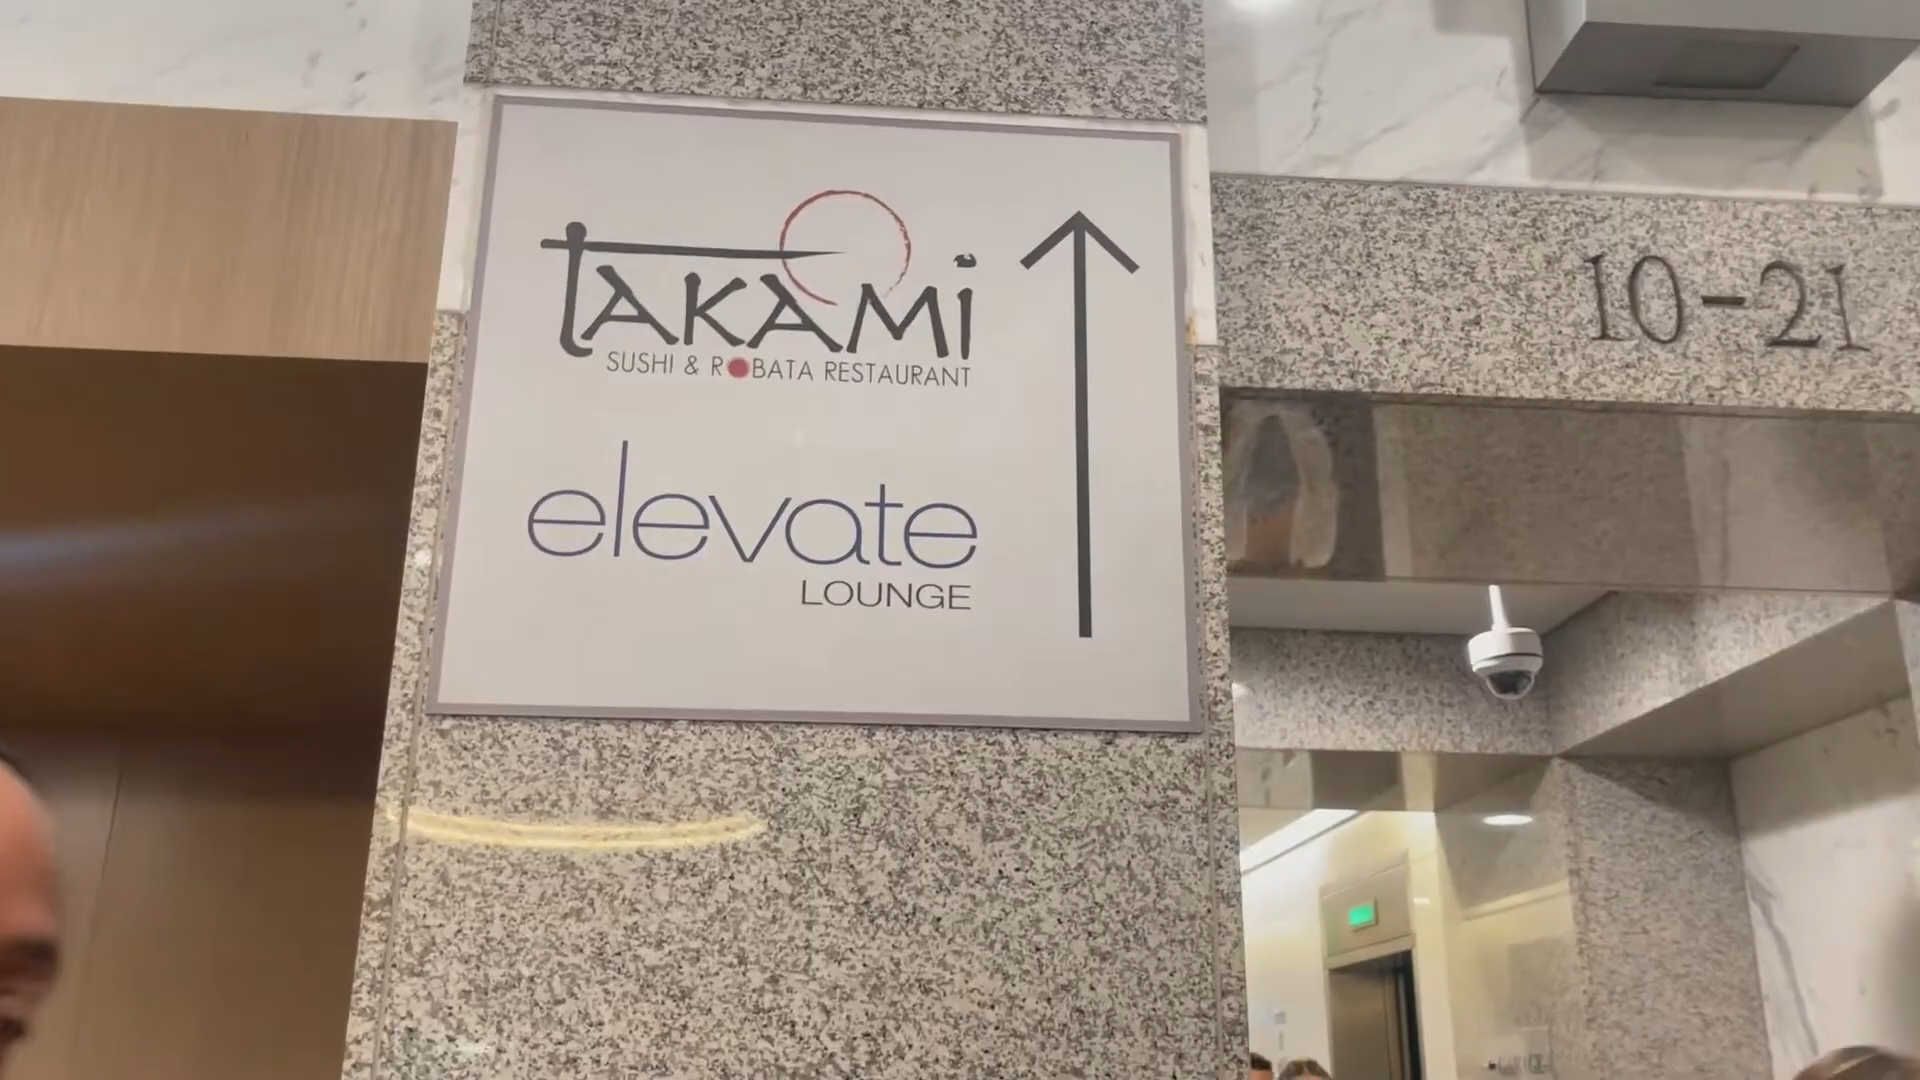 TAKAMI
SUSHI & ROBATA RESTAURANT
elevate
LOUNGE
10-21